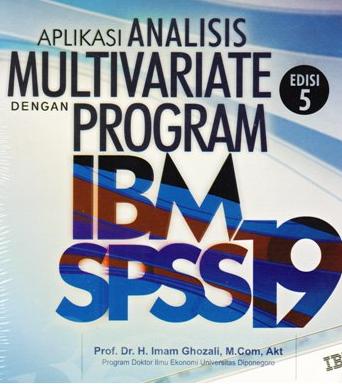 APLIKASI ANALISIS
MULTIVARIATE
DENGAN PROGRAM
EDISI
5
IBM
SPSS 19
Prof. Dr. H. Imam Ghozali, M.Com, Akt
Program Doktor Ilmu Ekonomi Universitas Diponegoro